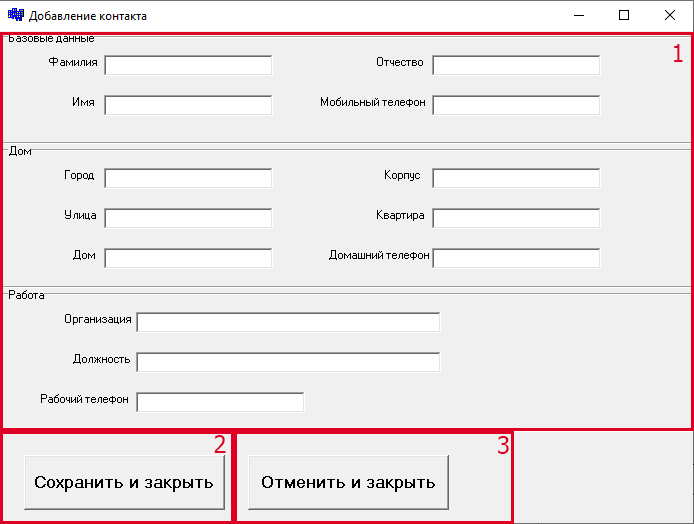 Добавление контакта
Базовые данные
1
Фамилия
Отчество
Имя
Мобильный телефон
Дом
Город
Корпус
Улица
Квартира
Дом
Домашний телефон
Работа
Организация
Должность
Рабочий телефон
2
3
Сохранить и закрыть
Отменить и закрыть